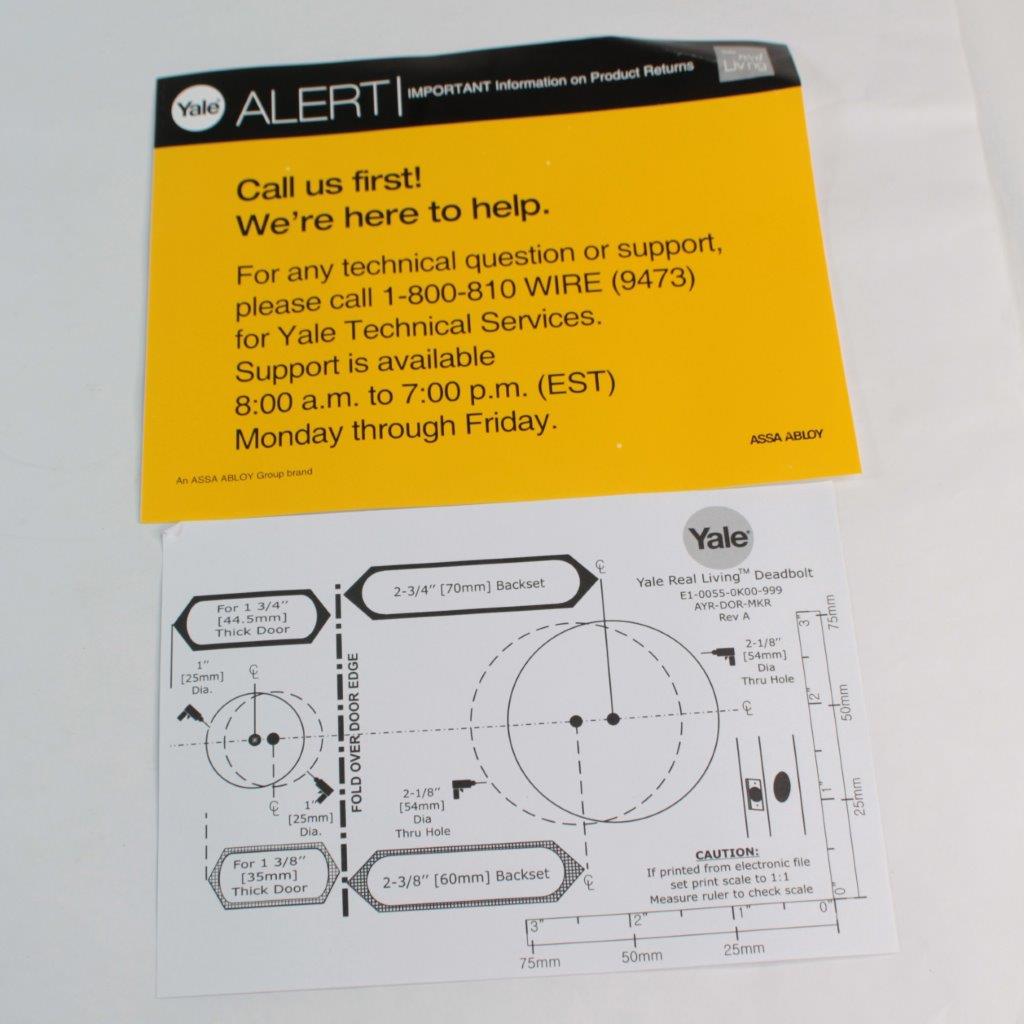 Yale
ALERT
IMPORTANT Information on Product Returns
real
Living
Call us first!
We're here to help.
For any technical question or support,
please call 1-800-810 WIRE (9473)
for Yale Technical Services.
Support is available
8:00 a.m. to 7:00 p.m. (EST)
Monday through Friday.
ASSA ABLOY
An ASSA ABLOY Group brand
Yale
Yale Real Living™ Deadbolt
E1-0055-0K00-999
AYR-DOR-MKR
Rev A
2-3/4" [70mm] Backset
For 1 3/4"
[44.5mm]
Thick Door
℄
℄
1"
[25mm]
Dia.
2-1/8"
[54mm]
Dia
Thru Hole
℄
FOLD OVER DOOR EDGE
℄
1"
[25mm]
Dia.
2-1/8"
[54mm]
Dia
Thru Hole
For 1 3/8"
[35mm]
Thick Door
2-3/8" [60mm] Backset
℄
CAUTION:
If printed from electronic file
set print scale to 1:1
Measure ruler to check scale
3"
75mm
2"
50mm
1"
25mm
0"
3"
2"
1"
0"
75mm
50mm
25mm